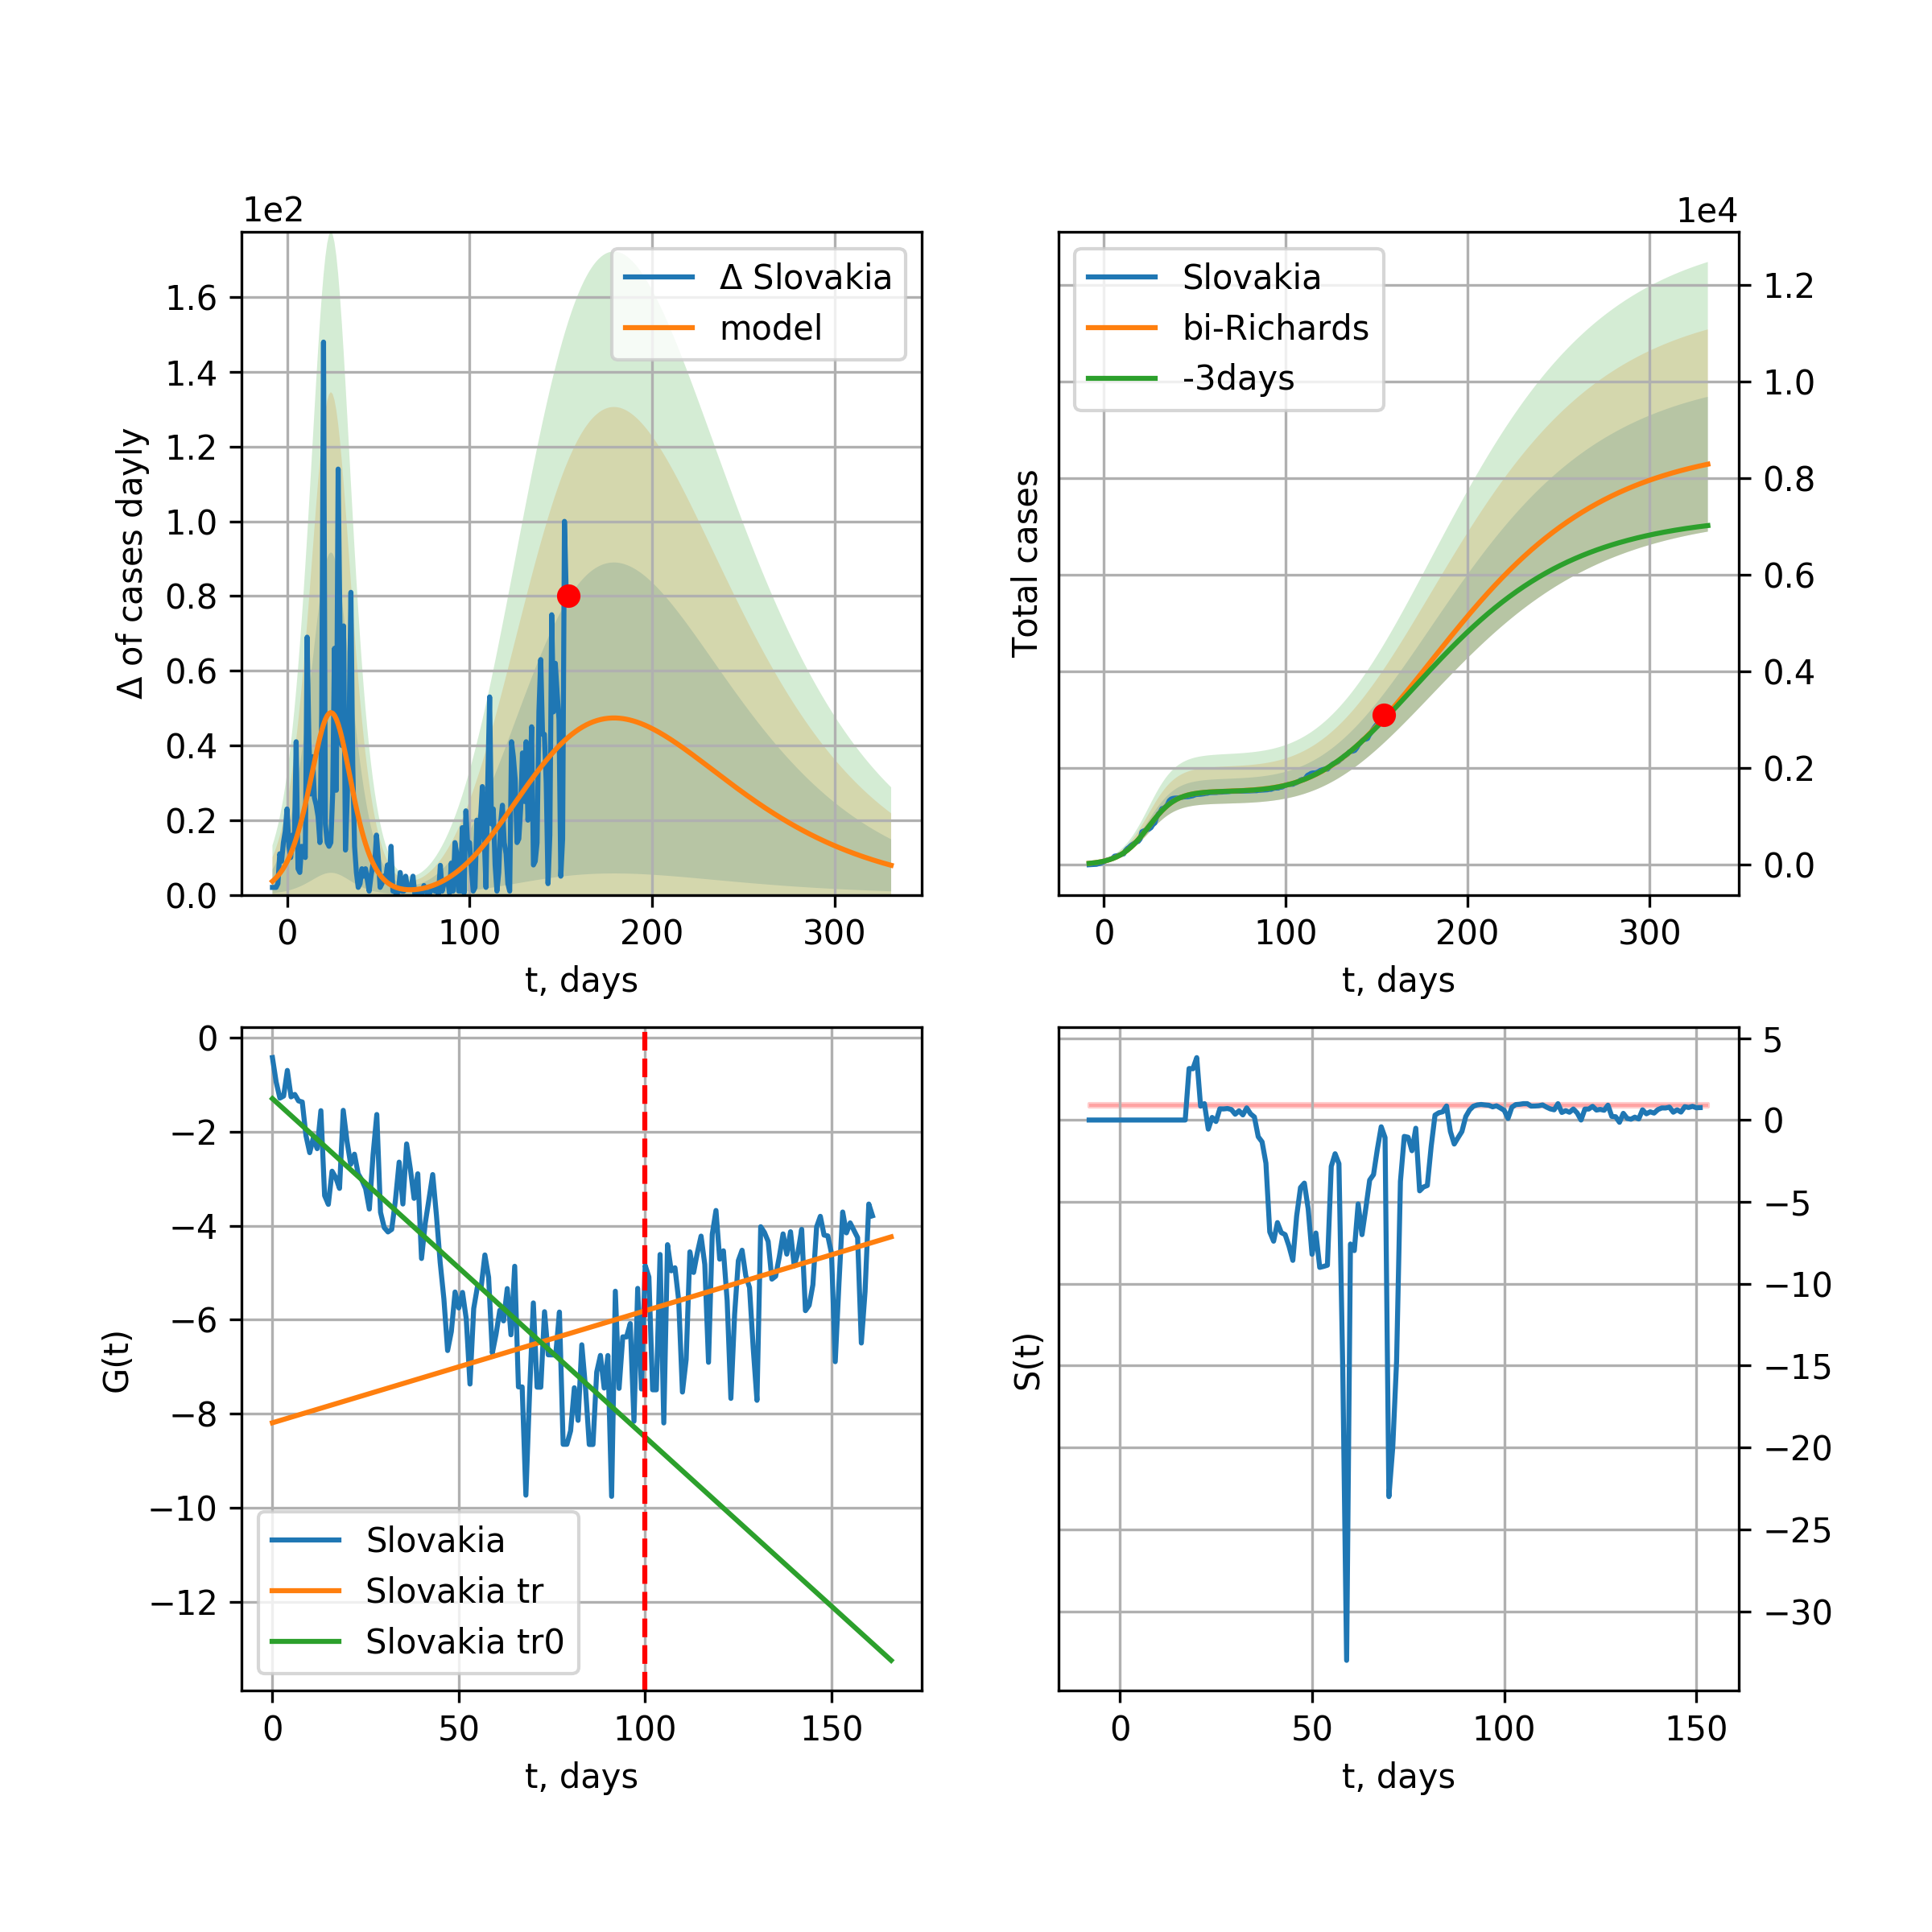 1e2
Δ of cases dayly
1.6
1.4
1.2
1.0
0.8
0.6
0.4
0.2
0.0
0 100 200 300
t, days
Δ Slovakia
model
1e4
Total cases
1.2
1.0
0.8
0.6
0.4
0.2
0.0
0 100 200 300
t, days
Slovakia
bi-Richards
-3days
G(t)
0
−2
−4
−6
−8
−10
−12
0 50 100 150
t, days
Slovakia
Slovakia tr
Slovakia tr0
S(t)
5
0
−5
−10
−15
−20
−25
−30
0 50 100 150
t, days